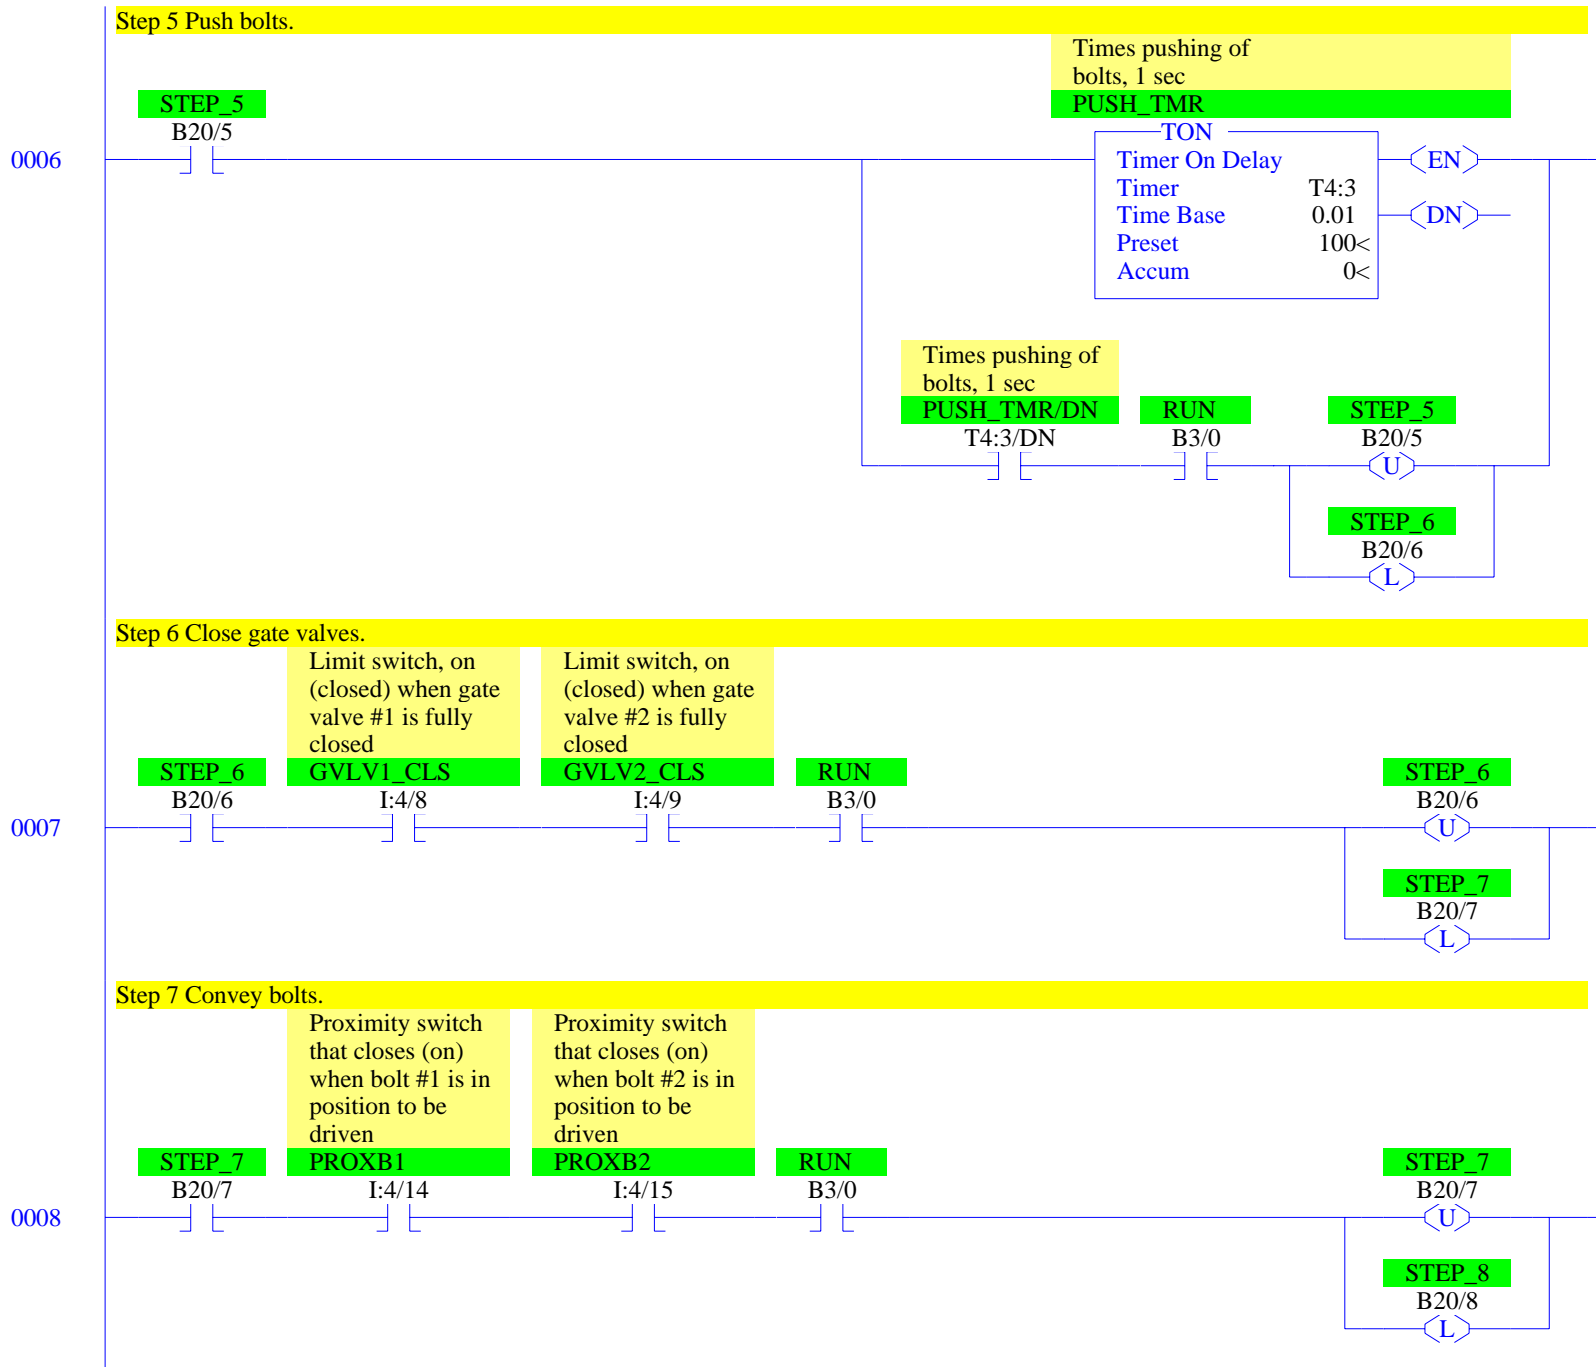 Step 5 Push bolts.
Times pushing of
bolts, 1 sec
STEP_5
PUSH_TMR
B20/5
TON
0006
Timer On Delay
EN
Timer T4:3
Time Base 0.01
DN
Preset 100<
Accum 0<
Times pushing of
bolts, 1 sec
PUSH_TMR/DN RUN STEP_5
T4:3/DN B3/0 B20/5
U
STEP_6
B20/6
L
Step 6 Close gate valves.
Limit switch, on
(closed) when gate
valve #1 is fully
closed
Limit switch, on
(closed) when gate
valve #2 is fully
closed
STEP_6 GVLV1_CLS GVLV2_CLS RUN STEP_6
B20/6 I:4/8 I:4/9 B3/0 B20/6
0007 U
STEP_7
B20/7
L
Step 7 Convey bolts.
Proximity switch
that closes (on)
when bolt #1 is in
position to be
driven
Proximity switch
that closes (on)
when bolt #2 is in
position to be
driven
STEP_7 PROXB1 PROXB2 RUN STEP_7
B20/7 I:4/14 I:4/15 B3/0 B20/7
0008 U
STEP_8
B20/8
L